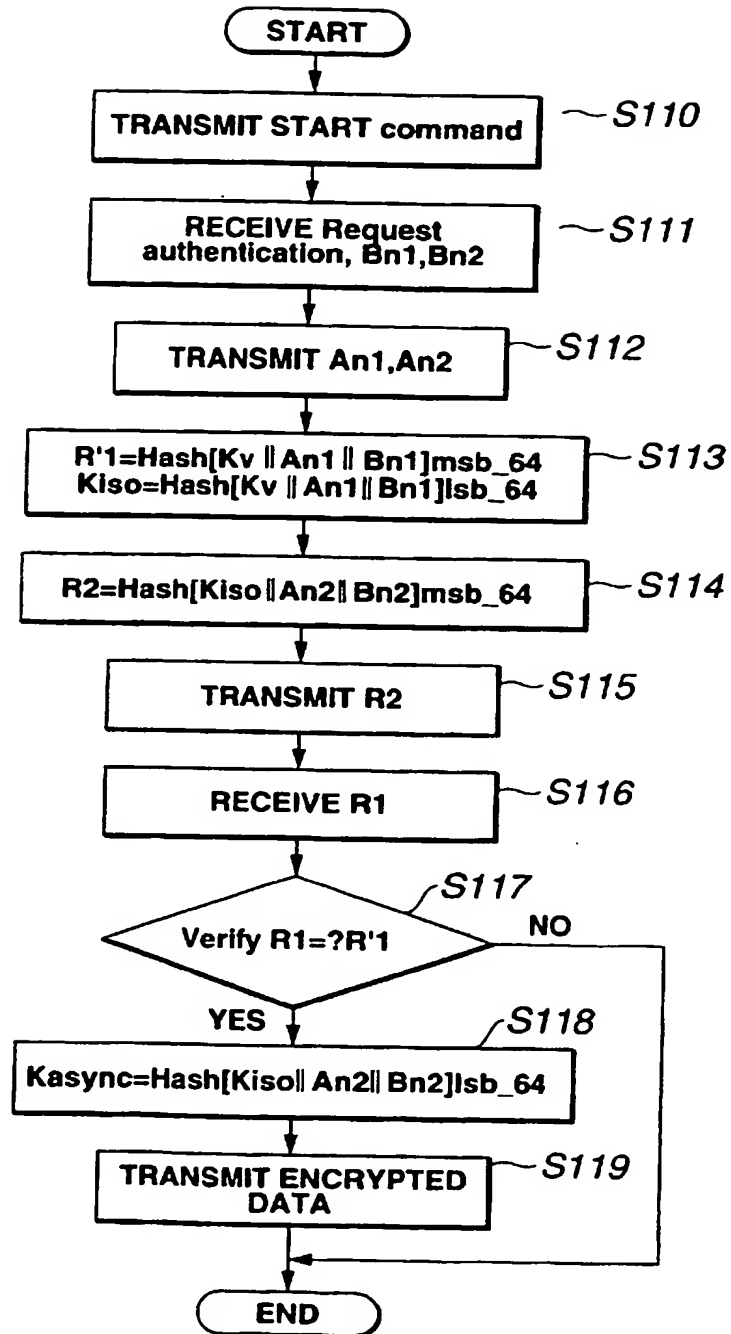 START
TRANSMIT START command
S110
RECEIVE Request
authentication, Bn1,Bn2
S111
TRANSMIT An1,An2
S112
R'1=Hash[Kv || An1 || Bn1]msb_64
Kiso=Hash[Kv || An1 || Bn1]lsb_64
S113
R2=Hash[Kiso || An2 || Bn2]msb_64
S114
TRANSMIT R2
S115
RECEIVE R1
S116
S117
Verify R1=?R'1
NO
YES
S118
Kasync=Hash[Kiso || An2 || Bn2]lsb_64
TRANSMIT ENCRYPTED
DATA
S119
END